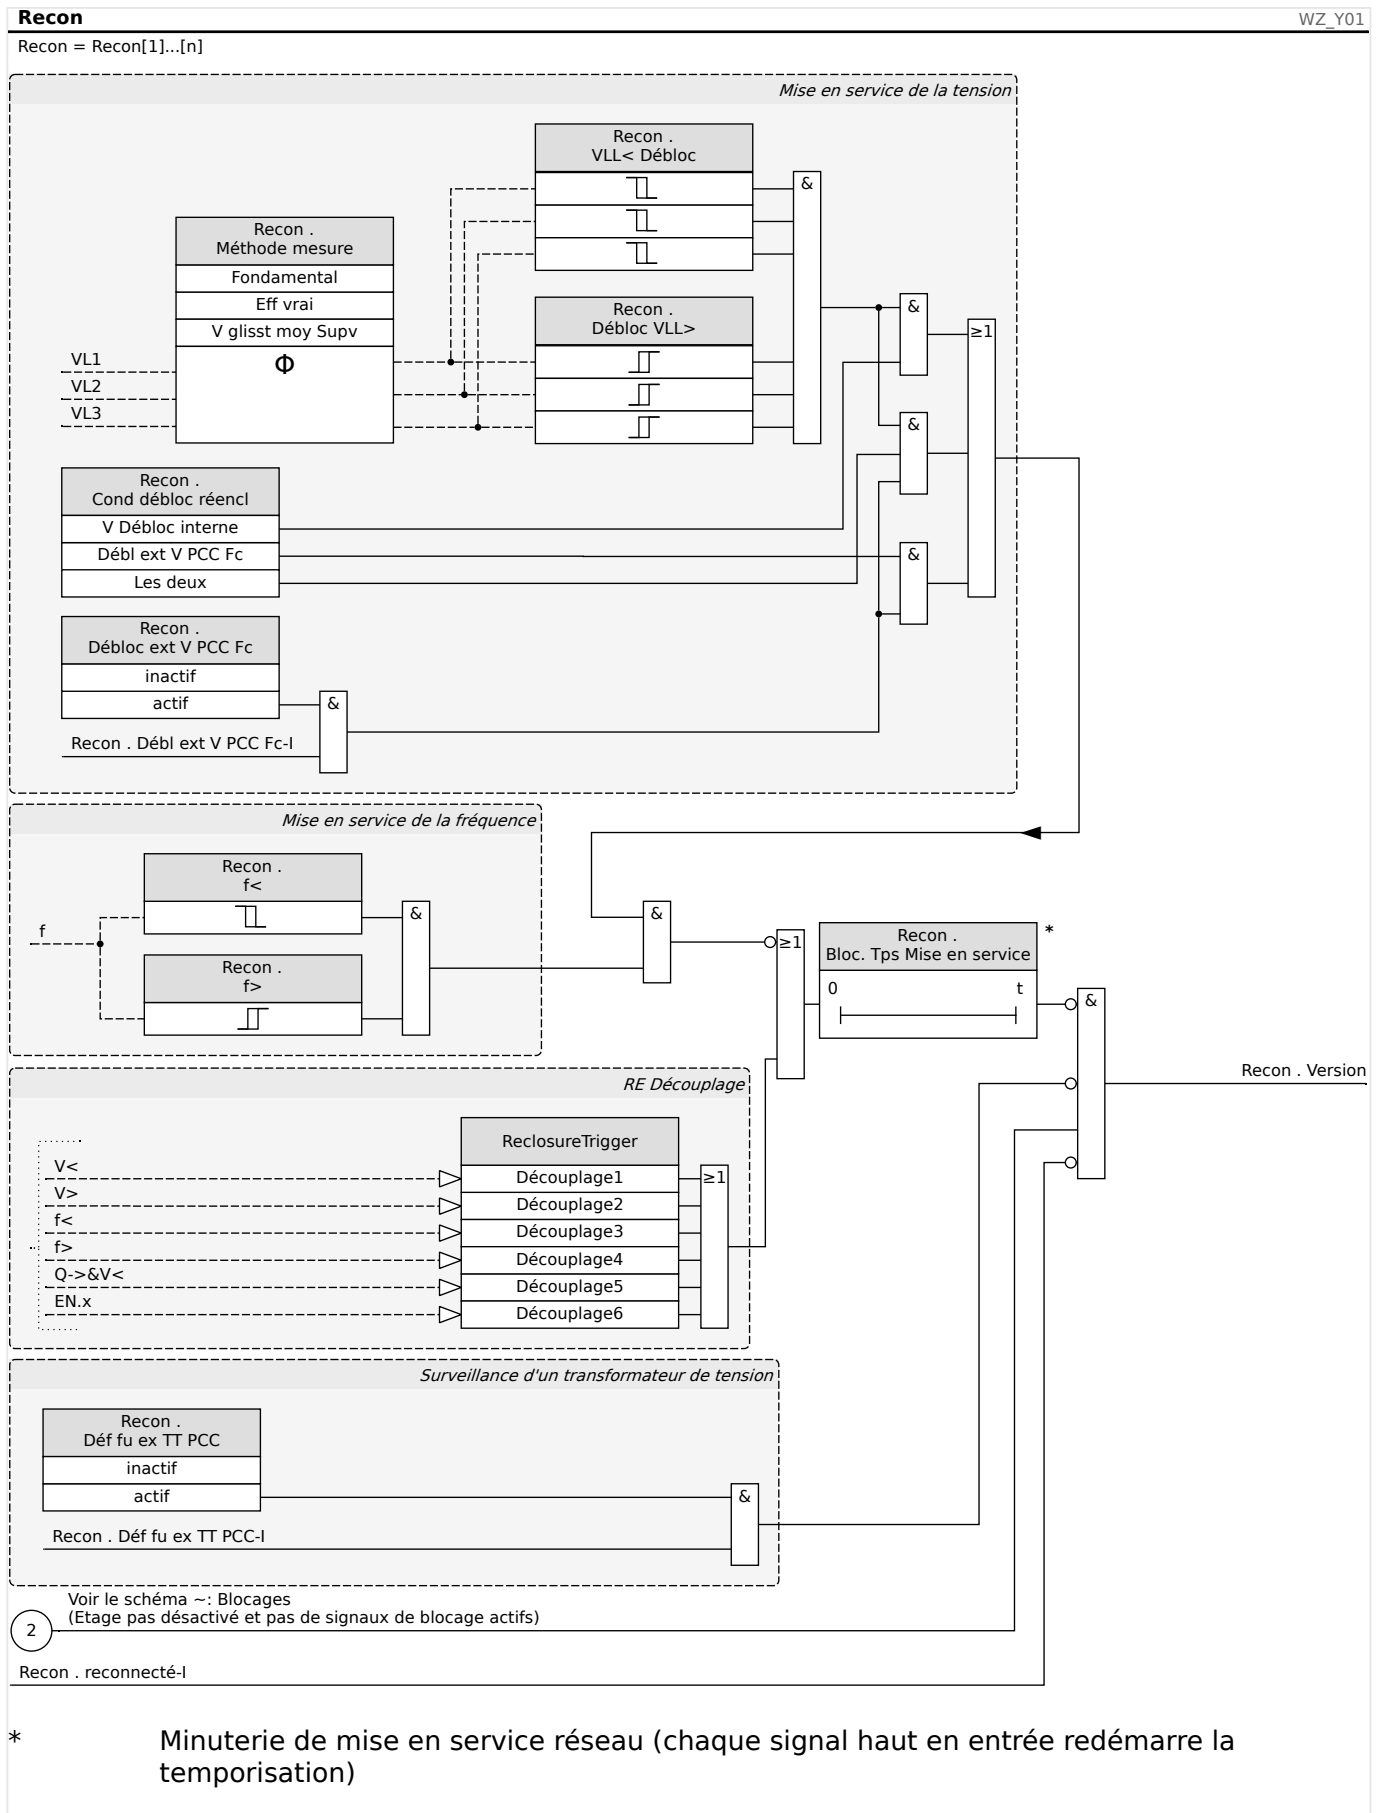 Recon
WZ_Y01
Recon = Recon[1]...[n]
Mise en service de la tension
Recon .
VLL< Débloc
&
Recon .
Méthode mesure
Fondamental
Eff vrai
V glisst moy Supv
Φ
VL1
VL2
VL3
Recon .
Débloc VLL>
&
≥1
&
Recon .
Cond débloc réencl
V Débloc interne
Débl ext V PCC Fc
Les deux
&
Recon .
Débloc ext V PCC Fc
inactif
actif
&
Recon . Débl ext V PCC Fc-I
Mise en service de la fréquence
Recon .
f<
f
Recon .
f>
&
&
≥1
Recon .
Bloc. Tps Mise en service
0 t
*
&
Recon . Version
RE Découplage
ReclosureTrigger
V<
Découplage1
≥1
V>
Découplage2
f<
Découplage3
f>
Découplage4
Q->&V<
Découplage5
EN.x
Découplage6
Surveillance d'un transformateur de tension
Recon .
Déf fu ex TT PCC
inactif
actif
&
Recon . Déf fu ex TT PCC-I
Voir le schéma ~: Blocages
(Etage pas désactivé et pas de signaux de blocage actifs)
2
Recon . reconnecté-I
* Minuterie de mise en service réseau (chaque signal haut en entrée redémarre la
temporisation)